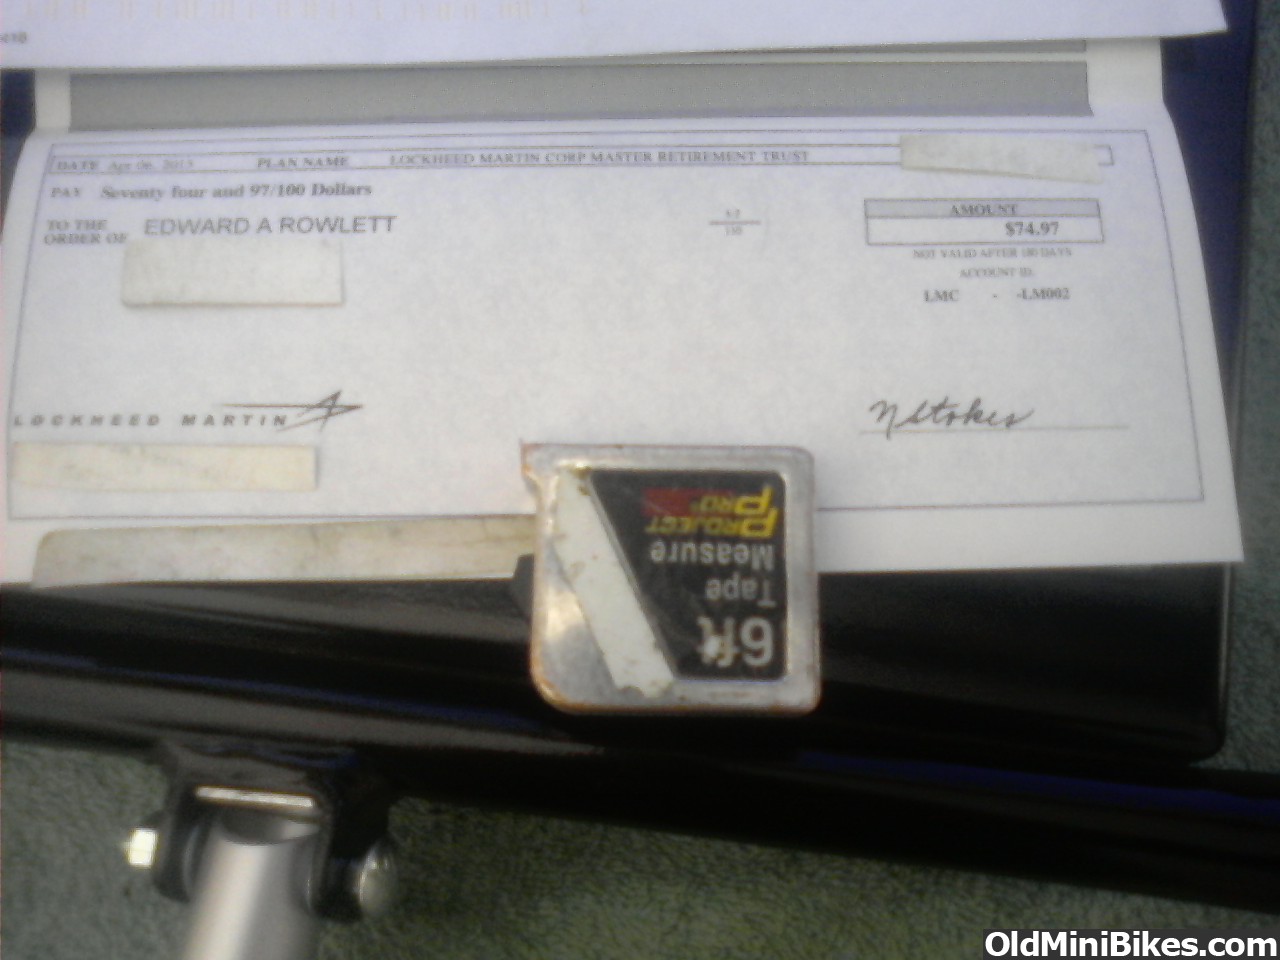 DATE Apr 06, 2013 PLAN NAME LOCKHEED MARTIN CORP MASTER RETIREMENT TRUST
PAY Seventy four and 97/100 Dollars
TO THE
ORDER OF
EDWARD A ROWLETT
AMOUNT
$74.97
NOT VALID AFTER 180 DAYS
ACCOUNT ID.
LMC - -LM002
LOCKHEED MARTIN
NStokes
PROJECT
PRO
Tape
Measure
6ft
OldMiniBikes.com